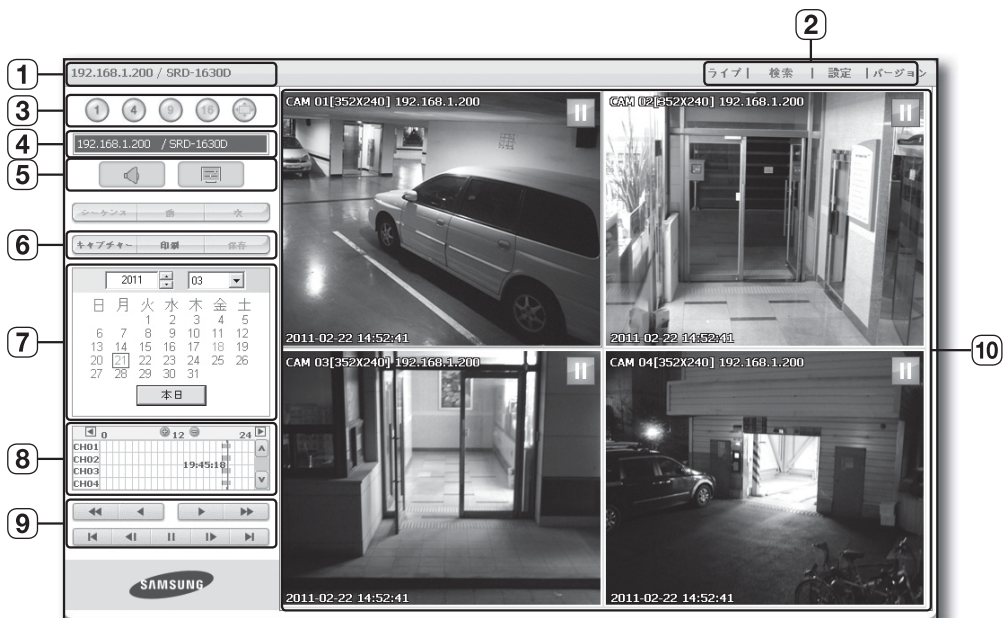 2
1
192.168.1.200 / SRD-1630D
ライブ | 検索 | 設定 | バージョン
3
1 4 9 16
4
192.168.1.200 / SRD-1630D
5
シーケンス 前 次
6
キャプチャー 印刷 保存
7
2011 03
日 月 火 水 木 金 土
1 2 3 4 5
6 7 8 9 10 11 12
13 14 15 16 17 18 19
20 21 22 23 24 25 26
27 28 29 30 31
本日
8
0 12 24
CH01
CH02
CH03 19:45:18
CH04
9
SAMSUNG
CAM 01[352X240] 192.168.1.200
2011-02-22 14:52:41
CAM 02[352X240] 192.168.1.200
2011-02-22 14:52:41
CAM 03[352X240] 192.168.1.200
2011-02-22 14:52:41
CAM 04[352X240] 192.168.1.200
2011-02-22 14:52:41
10